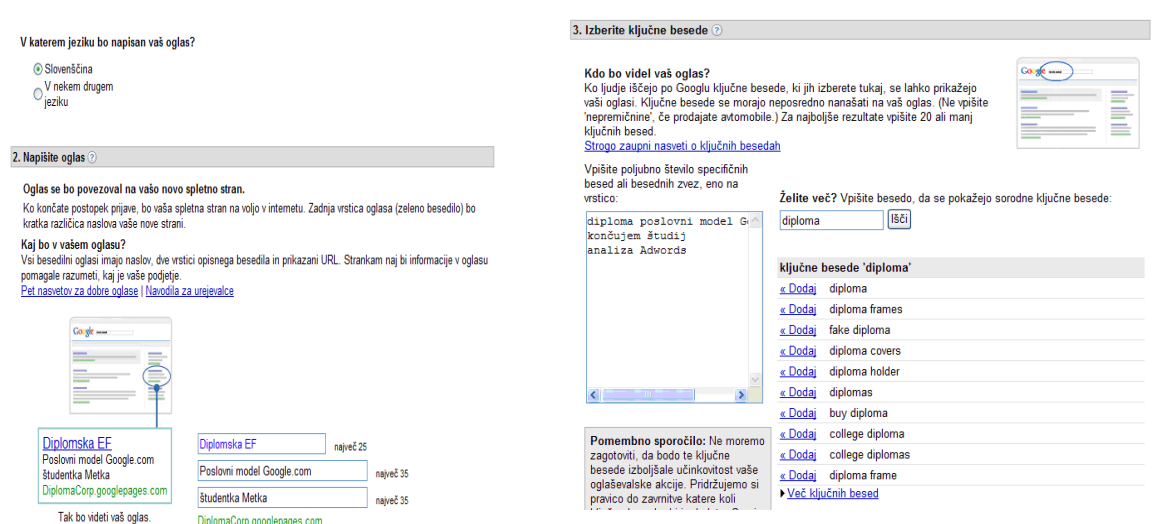 V katerem jeziku bo napisan vaš oglas?
Slovenščina
V nekem drugem
jeziku
2. Napišite oglas
Oglas se bo povezoval na vašo novo spletno stran.
Ko končate postopek prijave, bo vaša spletna stran na voljo v internetu. Zadnja vrstica oglasa (zeleno besedilo) bo
kratka različica naslova vaše nove strani.
Kaj bo v vašem oglasu?
Vsi besedilni oglasi imajo naslov, dve vrstici opisnega besedila in prikazani URL. Strankam naj bi informacije v oglasu
pomagale razumeti, kaj je vaše podjetje.
Pet nasvetov za dobre oglase | Navodila za urejevalce
Google
Diplomska EF
Poslovni model Google.com
študentka Metka
DiplomaCorp.googlepages.com
Tak bo videti vaš oglas.
Diplomska EF
največ 25
Poslovni model Google.com
največ 35
študentka Metka
največ 35
DiplomaCorp.googlepages.com
3. Izberite ključne besede
Kdo bo videl vaš oglas?
Ko ljudje iščejo po Googlu ključne besede, ki jih izberete tukaj, se lahko prikažejo
vaši oglasi. Ključne besede se morajo neposredno nanašati na vaš oglas. (Ne vpišite
'nepremičnine', če prodajate avtomobile.) Za najboljše rezultate vpišite 20 ali manj
ključnih besed.
Strogo zaupni nasveti o ključnih besedah
Google
Vpišite poljubno število specifičnih
besed ali besednih zvez, eno na
vrstico:
diploma poslovni model G
končujem študij
analiza Adwords
Pomembno sporočilo: Ne moremo
zagotoviti, da bodo te ključne
besede izboljšale učinkovitost vaše
oglaševalske akcije. Pridržujemo si
pravico do zavrnitve katere koli
Želite več? Vpišite besedo, da se pokažejo sorodne ključne besede:
diploma
Išči
ključne besede 'diploma'
« Dodaj diploma
« Dodaj diploma frames
« Dodaj fake diploma
« Dodaj diploma covers
« Dodaj diploma holder
« Dodaj diplomas
« Dodaj buy diploma
« Dodaj college diploma
« Dodaj college diplomas
« Dodaj diploma frame
Več ključnih besed